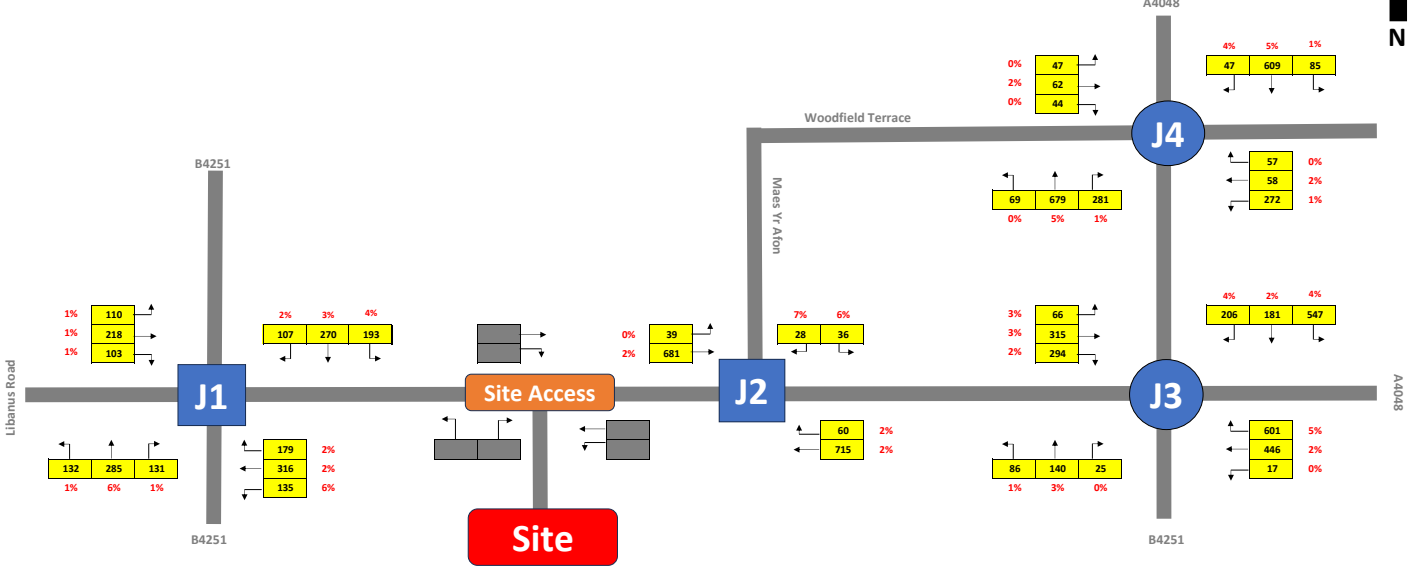 A4048
N
4% 5% 1%
47 609 85
0% 47
2% 62
0% 44
Woodfield Terrace
J4
B4251
57 0%
58 2%
272 1%
Maes Yr Afon
69 679 281
0% 5% 1%
1% 110
1% 218
1% 103
2% 3% 4%
107 270 193
0% 39
2% 681
7% 6%
28 36
3% 66
3% 315
2% 294
4% 2% 4%
206 181 547
Libanus Road
J1
Site Access
J2
J3
A4048
132 285 131
1% 6% 1%
179 2%
316 2%
135 6%
60 2%
715 2%
86 140 25
1% 3% 0%
601 5%
446 2%
17 0%
B4251
Site
B4251